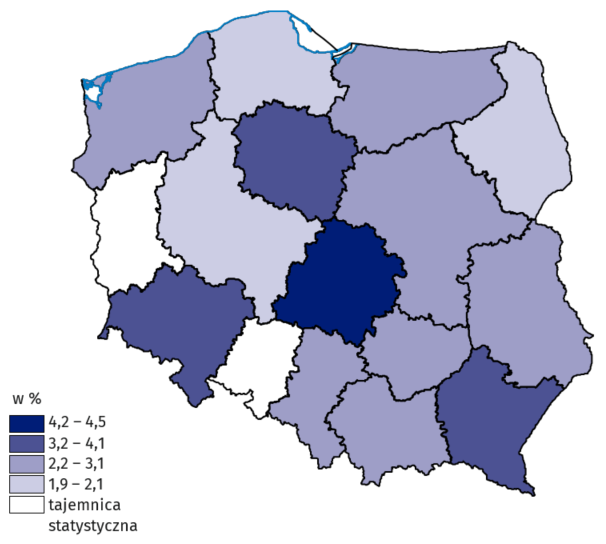 w %
4,2 – 4,5
3,2 – 4,1
2,2 – 3,1
1,9 – 2,1
tajemnica
statystyczna